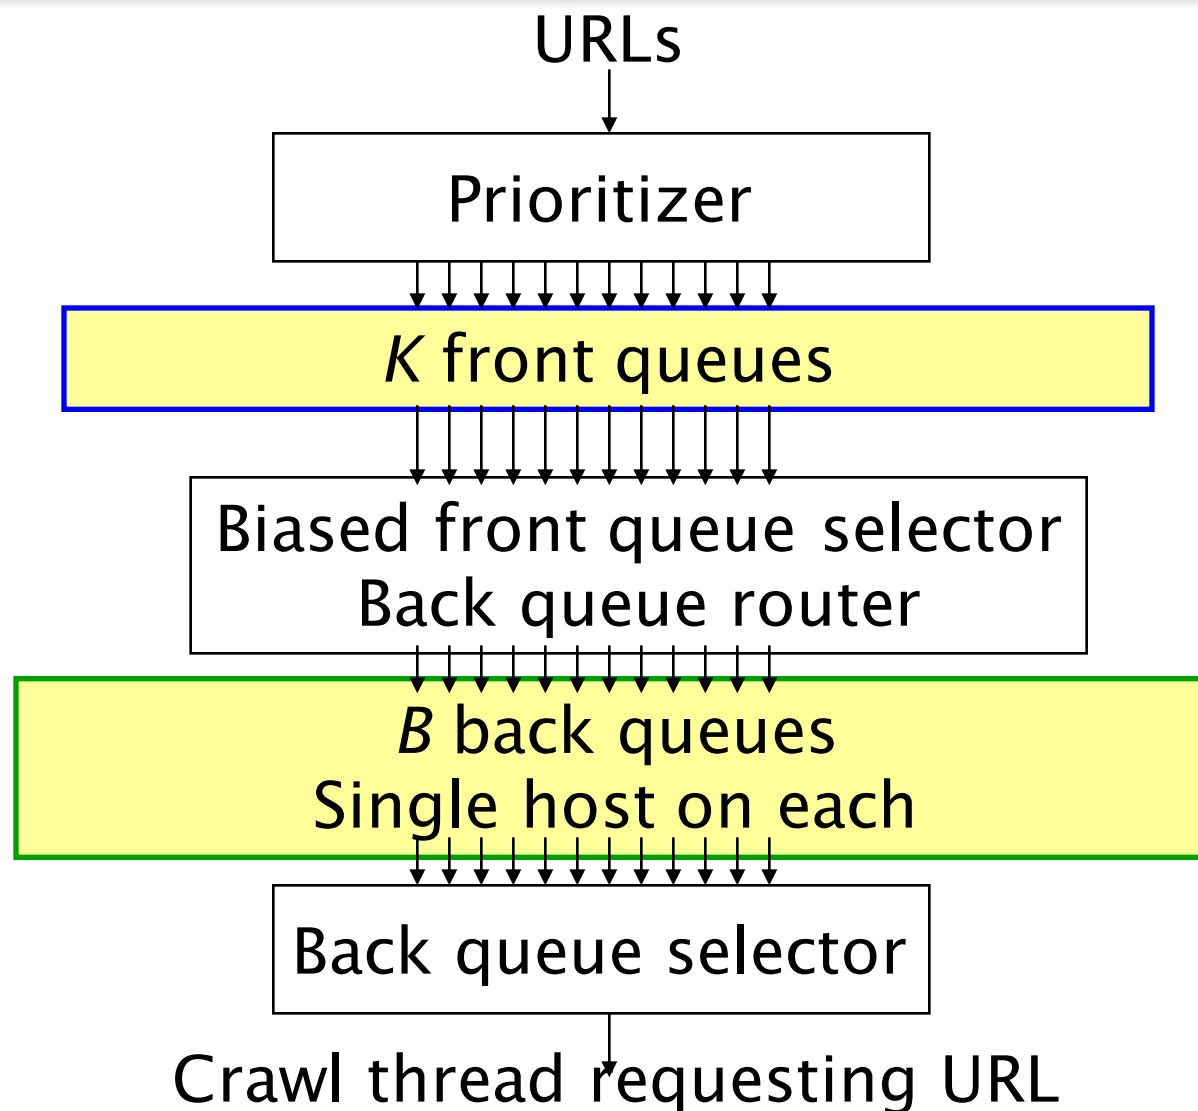 URLs
Prioritizer
K front queues
Biased front queue selector
Back queue router
B back queues
Single host on each
Back queue selector
Crawl thread requesting URL